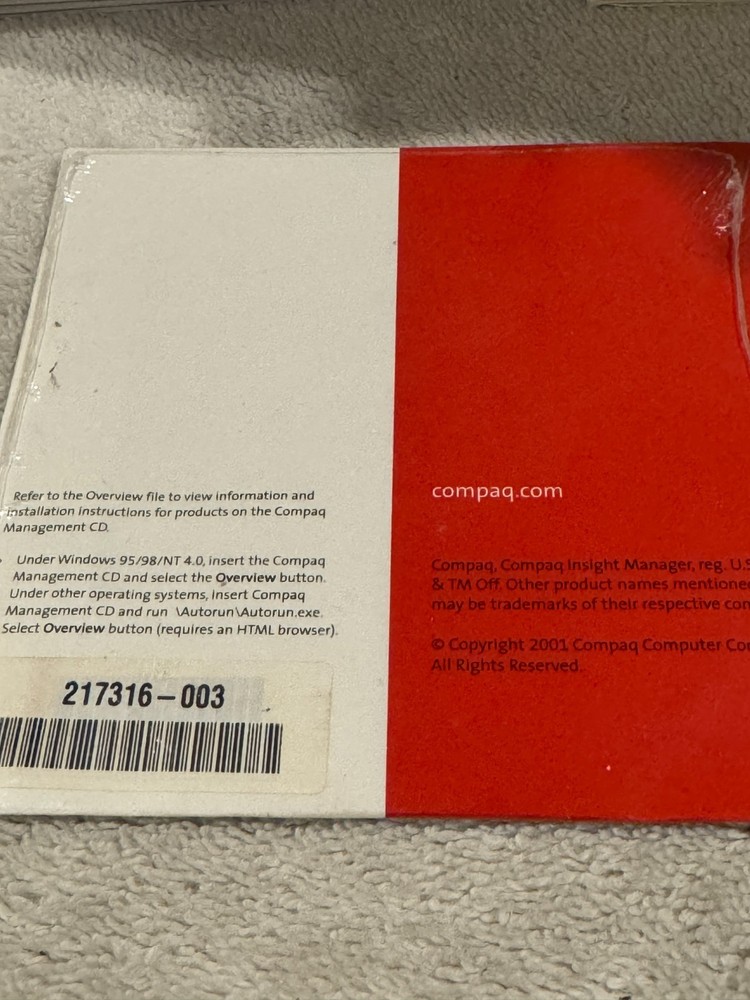 Refer to the Overview file to view information and
installation instructions for products on the Compaq
Management CD.
Under Windows 95/98/NT 4.0, insert the Compaq
Management CD and select the Overview button.
Under other operating systems, insert Compaq
Management CD and run \Autorun\Autorun.exe.
Select Overview button (requires an HTML browser).
217316-003
compaq.com
Compaq, Compaq Insight Manager, reg. U.S
& TM Off. Other product names mentioned
may be trademarks of their respective
© Copyright 2001 Compaq Computer
All Rights Reserved.